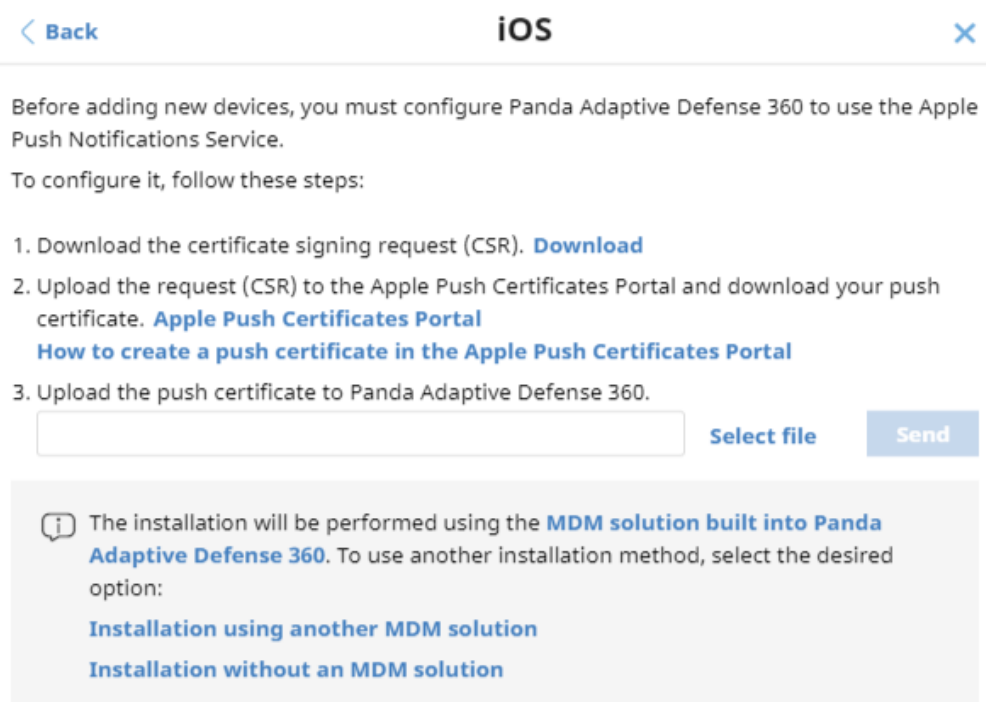 Back
iOS
Before adding new devices, you must configure Panda Adaptive Defense 360 to use the Apple
Push Notifications Service.
To configure it, follow these steps:
1. Download the certificate signing request (CSR). Download
2. Upload the request (CSR) to the Apple Push Certificates Portal and download your push
certificate. Apple Push Certificates Portal
How to create a push certificate in the Apple Push Certificates Portal
3. Upload the push certificate to Panda Adaptive Defense 360.
Select file
Send
The installation will be performed using the MDM solution built into Panda
Adaptive Defense 360. To use another installation method, select the desired
option:
Installation using another MDM solution
Installation without an MDM solution